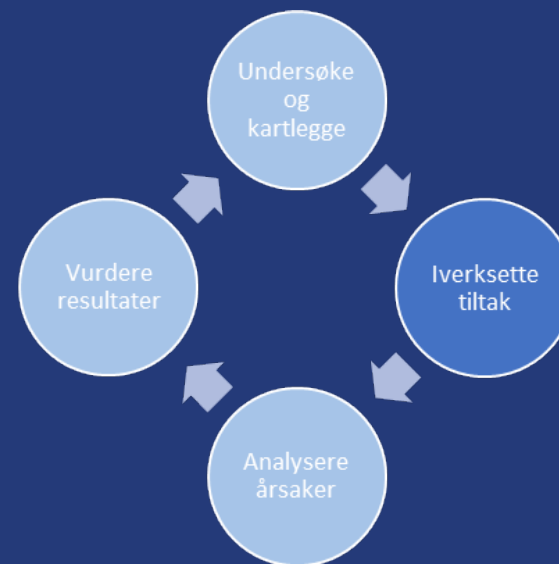 Undersøke
og
kartlegge
Iverksette
tiltak
Analysere
årsaker
Vurdere
resultater